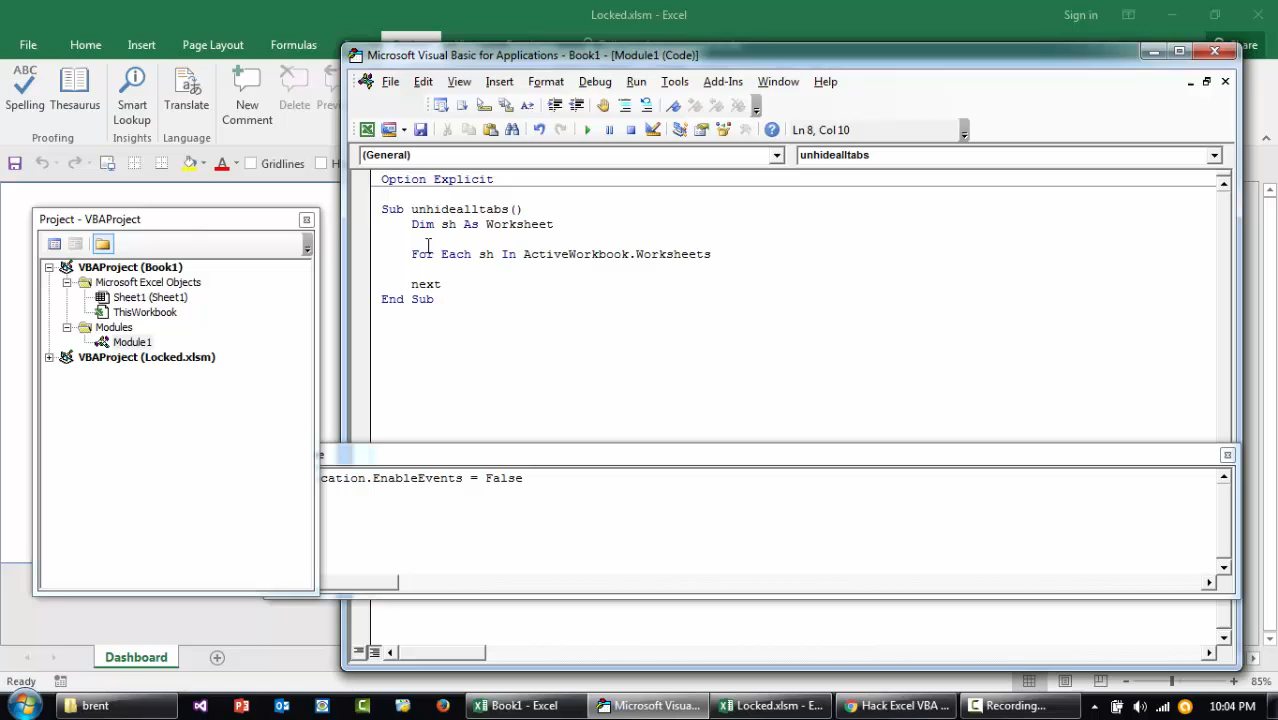 Locked.xlsm - Excel
Sign in
File
Home
Insert
Page Layout
Formulas
Share
Spelling
Thesaurus
Smart
Lookup
Translate
New
Comment
Delete
Proofing
Insights
Language
Gridlines
Microsoft Visual Basic for Applications - Book1 - [Module1 (Code)]
File
Edit
View
Insert
Format
Debug
Run
Tools
Add-Ins
Window
Help
Ln 8, Col 10
(General)
unhidealltabs
Option Explicit
Sub unhidealltabs()
Dim sh As Worksheet
For Each sh In ActiveWorkbook.Worksheets
next
End Sub
Project - VBAProject
VBAProject (Book1)
Microsoft Excel Objects
Sheet1 (Sheet1)
ThisWorkbook
Modules
Module1
VBAProject (Locked.xlsm)
cation.EnableEvents = False
Dashboard
Ready
85%
brent
Book1 - Excel
Microsoft Visua...
Locked.xlsm - E...
Hack Excel VBA ...
Recording...
10:04 PM